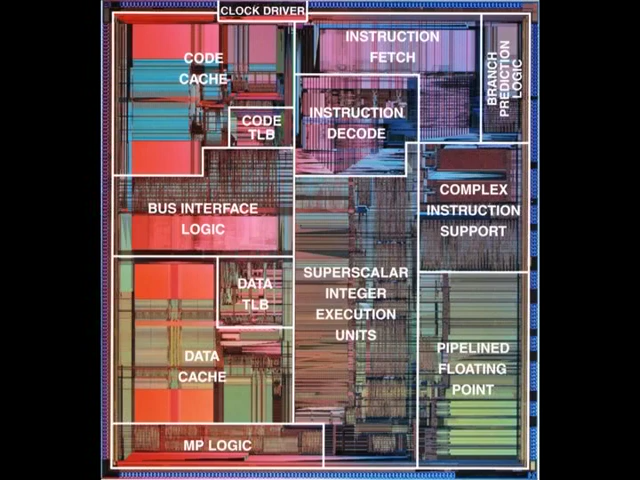 CLOCK DRIVER
CODE
CACHE
CODE
TLB
INSTRUCTION
FETCH
INSTRUCTION
DECODE
BRANCH
PREDICTION
LOGIC
BUS INTERFACE
LOGIC
COMPLEX
INSTRUCTION
SUPPORT
DATA
TLB
SUPERSCALAR
INTEGER
EXECUTION
UNITS
DATA
CACHE
PIPELINED
FLOATING
POINT
MP LOGIC